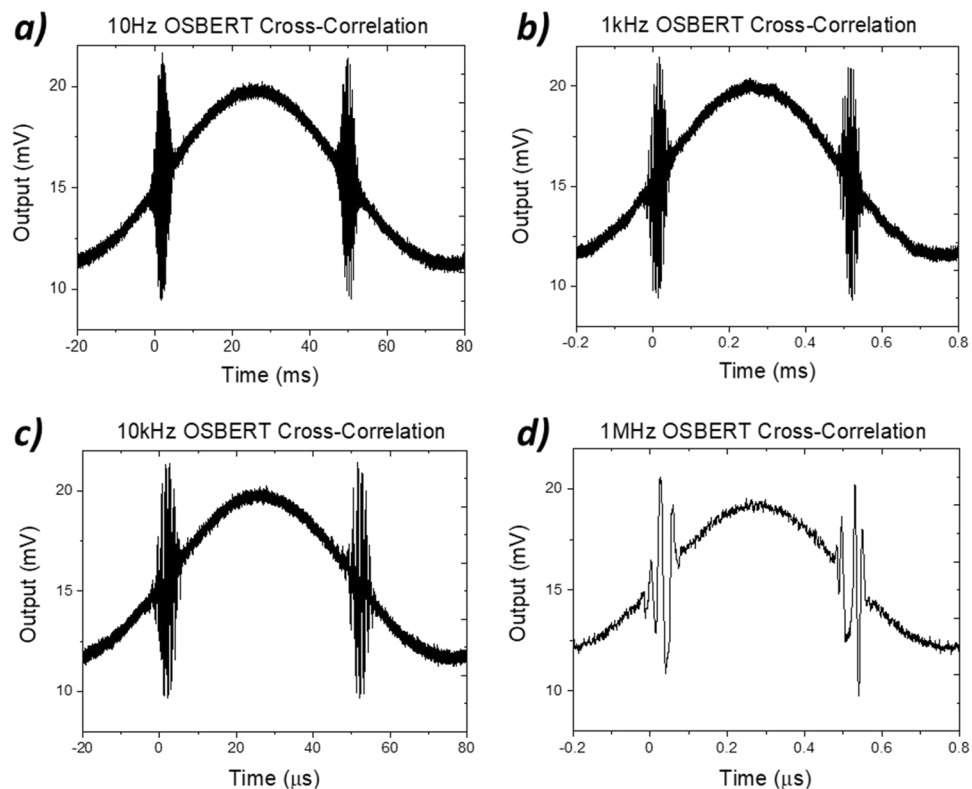 a)
10Hz OSBERT Cross-Correlation
Output (mV)
20
15
10
-20 0 20 40 60 80
Time (ms)
b)
1kHz OSBERT Cross-Correlation
Output (mV)
20
15
10
-0.2 0 0.2 0.4 0.6 0.8
Time (ms)
c)
10kHz OSBERT Cross-Correlation
Output (mV)
20
15
10
-20 0 20 40 60 80
Time (μs)
d)
1MHz OSBERT Cross-Correlation
Output (mV)
20
15
10
-0.2 0 0.2 0.4 0.6 0.8
Time (μs)